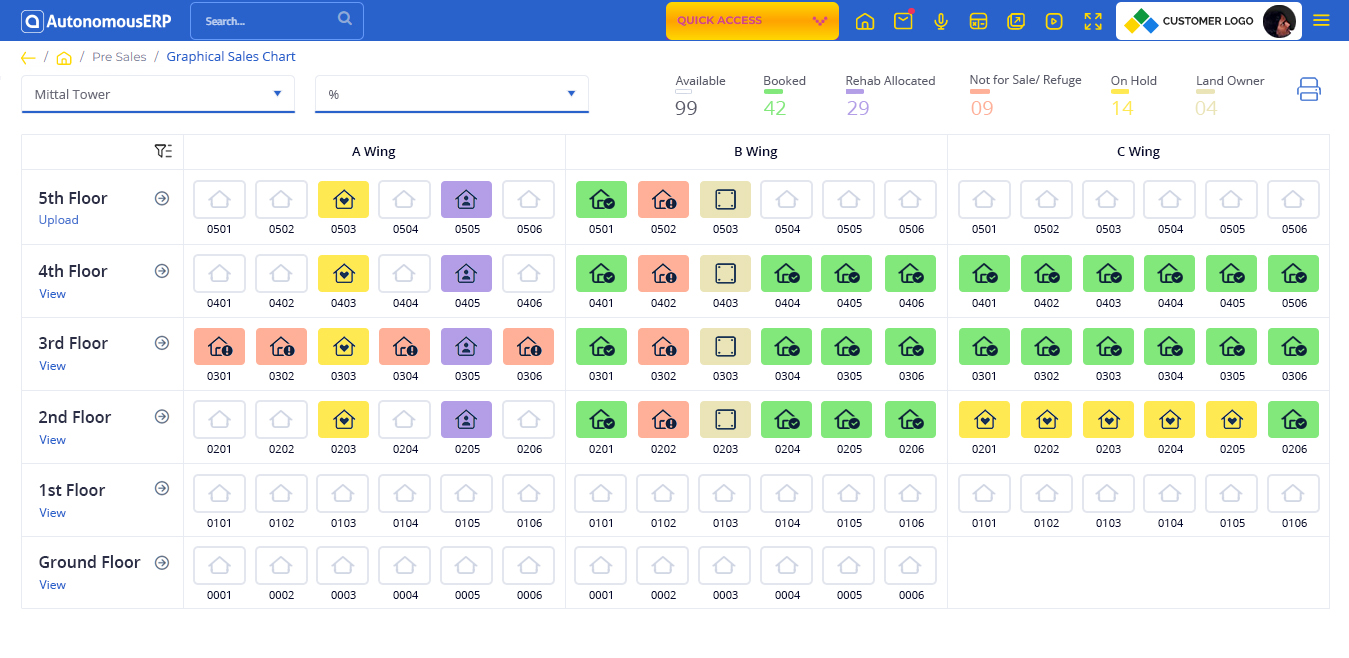 AutonomousERP Search... QUICK ACCESS CUSTOMER LOGO
/ / Pre Sales / Graphical Sales Chart
Mittal Tower % Available Booked Rehab Allocated Not for Sale/ Refuge On Hold Land Owner
99 42 29 09 14 04
A Wing B Wing C Wing
5th Floor
Upload
0501 0502 0503 0504 0505 0506 0501 0502 0503 0504 0505 0506 0501 0502 0503 0504 0505 0506
4th Floor
View
0401 0402 0403 0404 0405 0406 0401 0402 0403 0404 0405 0406 0401 0402 0403 0404 0405 0506
3rd Floor
View
0301 0302 0303 0304 0305 0306 0301 0302 0303 0304 0305 0306 0301 0302 0303 0304 0305 0306
2nd Floor
View
0201 0202 0203 0204 0205 0206 0201 0202 0203 0204 0205 0206 0201 0202 0203 0204 0205 0206
1st Floor
View
0101 0102 0103 0104 0105 0106 0101 0102 0103 0104 0105 0106 0101 0102 0103 0104 0105 0106
Ground Floor
View
0001 0002 0003 0004 0005 0006 0001 0002 0003 0004 0005 0006